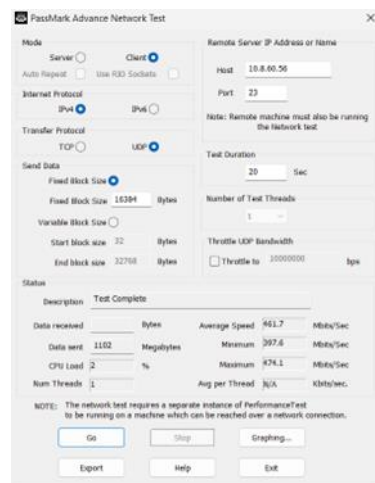 PassMark Advance Network Test
Mode
Server Client
Auto Repeat Use RIO Sockets
Internet Protocol
IPv4 IPv6
Transfer Protocol
TCP UDP
Send Data
Fixed Block Size
Fixed Block Size 16384 Bytes
Variable Block Size
Start block size 32 Bytes
End block size 32768 Bytes
Remote Server IP Address or Name
Host 10.8.60.56
Port 23
Note: Remote machine must also be running
the Network test
Test Duration
20 Sec
Number of Test Threads
1
Throttle UDP Bandwidth
Throttle to 10000000 bps
Status
Description Test Complete
Data received Bytes Average Speed 461.7 Mbits/Sec
Data sent 1102 Megabytes Minimum 397.6 Mbits/Sec
CPU Load 2 % Maximum 474.1 Mbits/Sec
Num Threads 1 Avg per Thread N/A Kbits/sec.
NOTE: The network test requires a separate instance of PerformanceTest
to be running on a machine which can be reached over a network connection.
Go Stop Graphing...
Export Help Exit